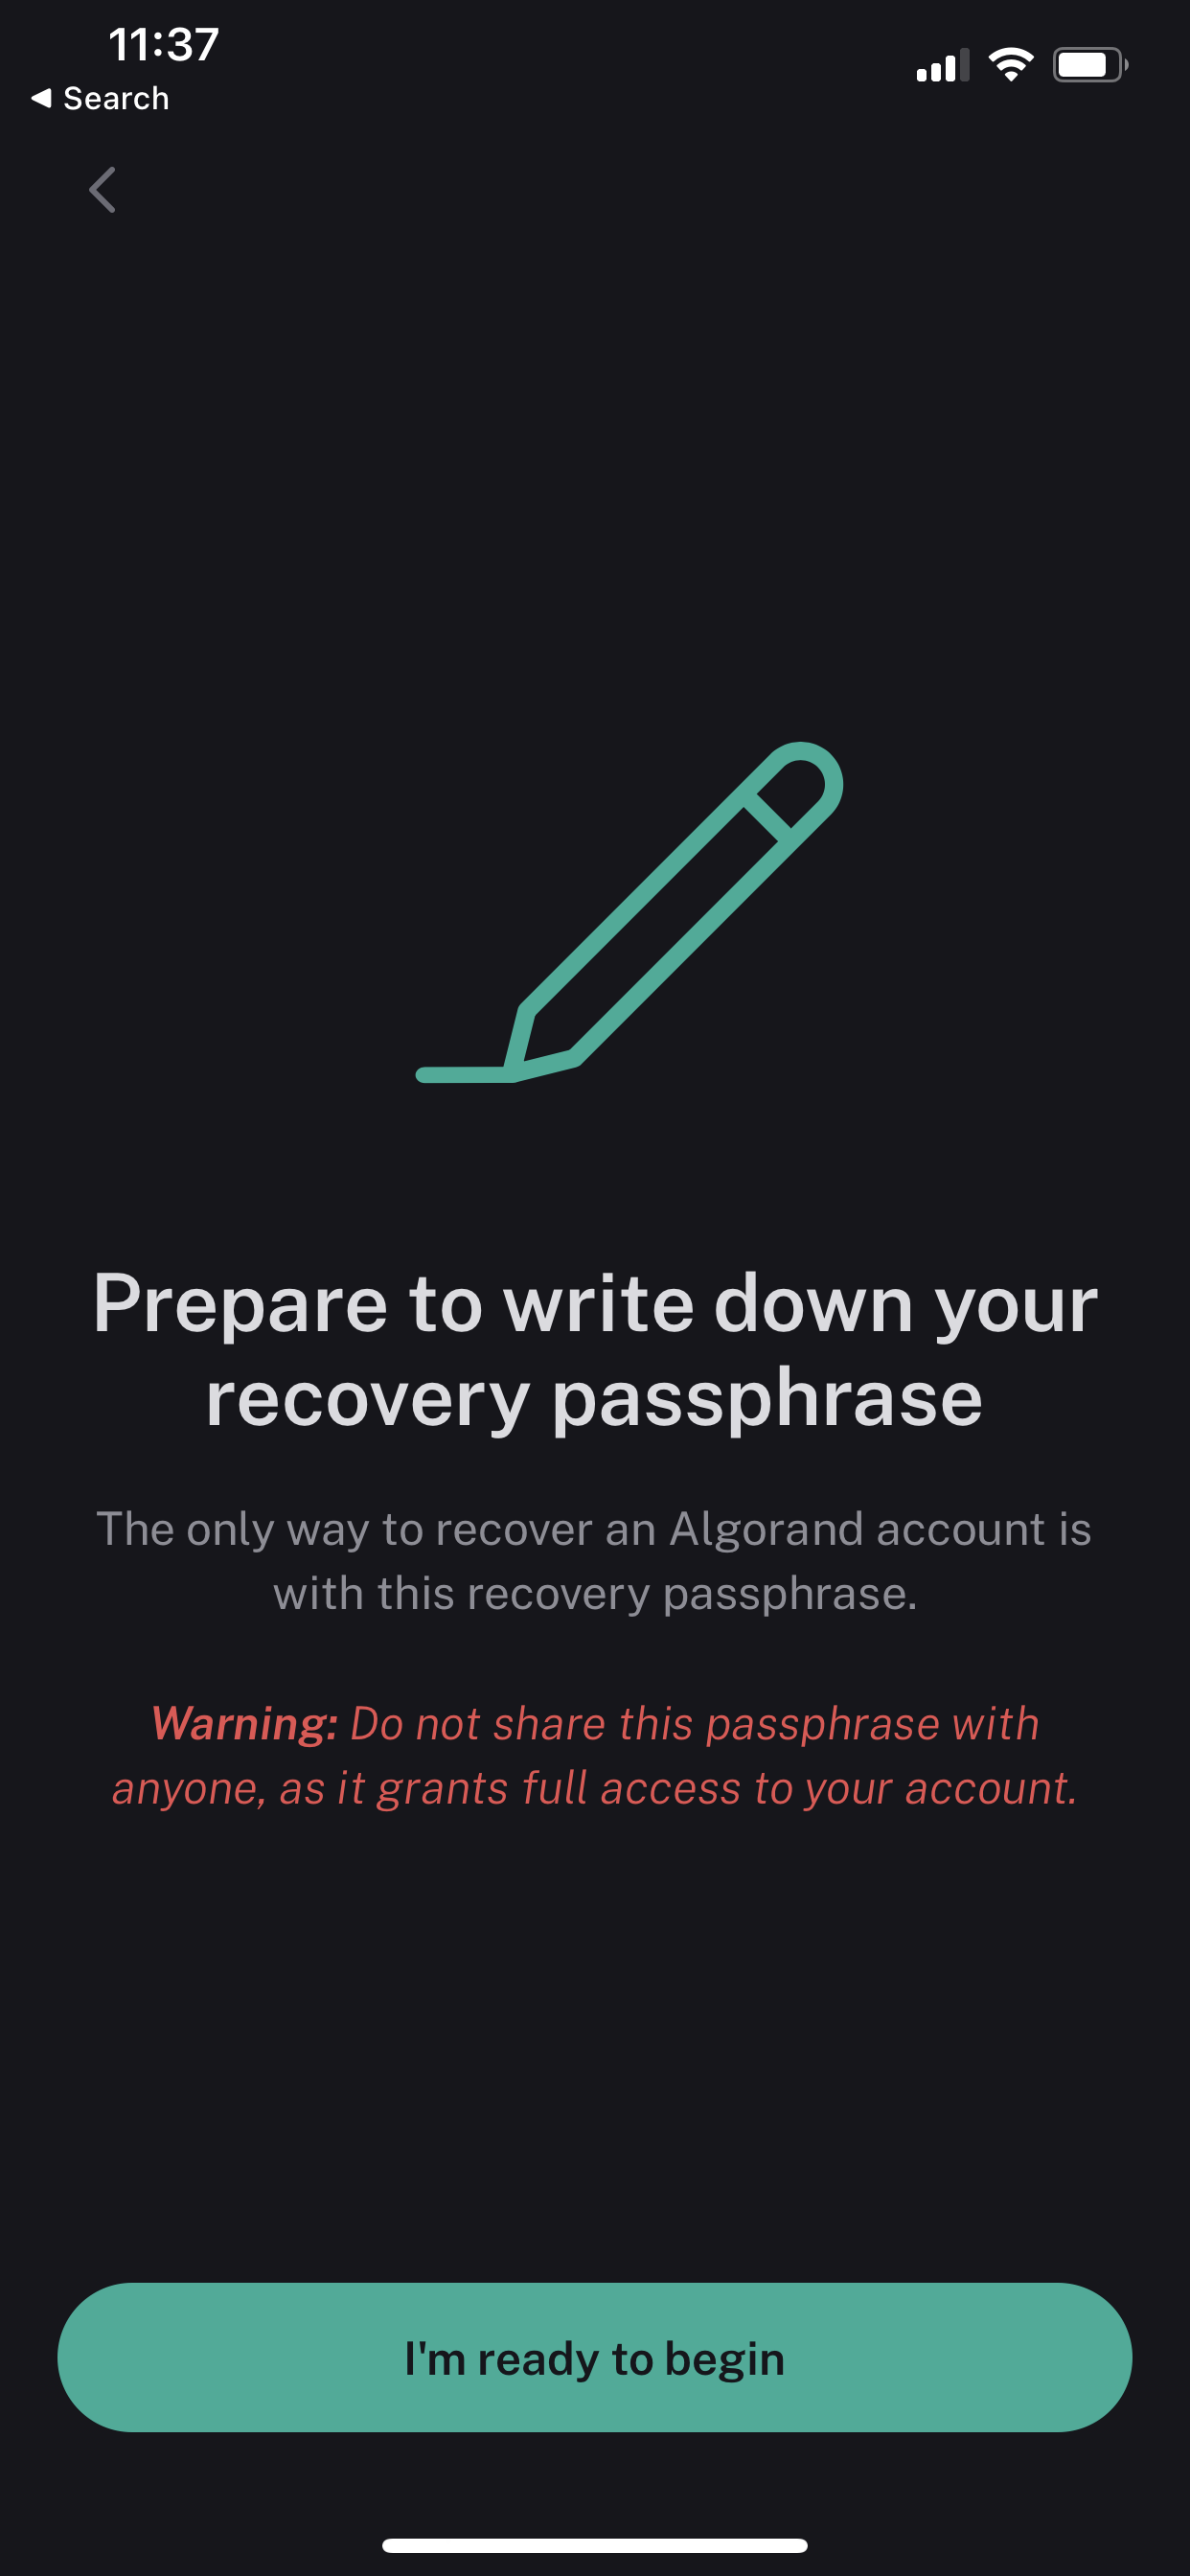 11:37
Search
Prepare to write down your
recovery passphrase
The only way to recover an Algorand account is
with this recovery passphrase.
Warning: Do not share this passphrase with
anyone, as it grants full access to your account.
I'm ready to begin